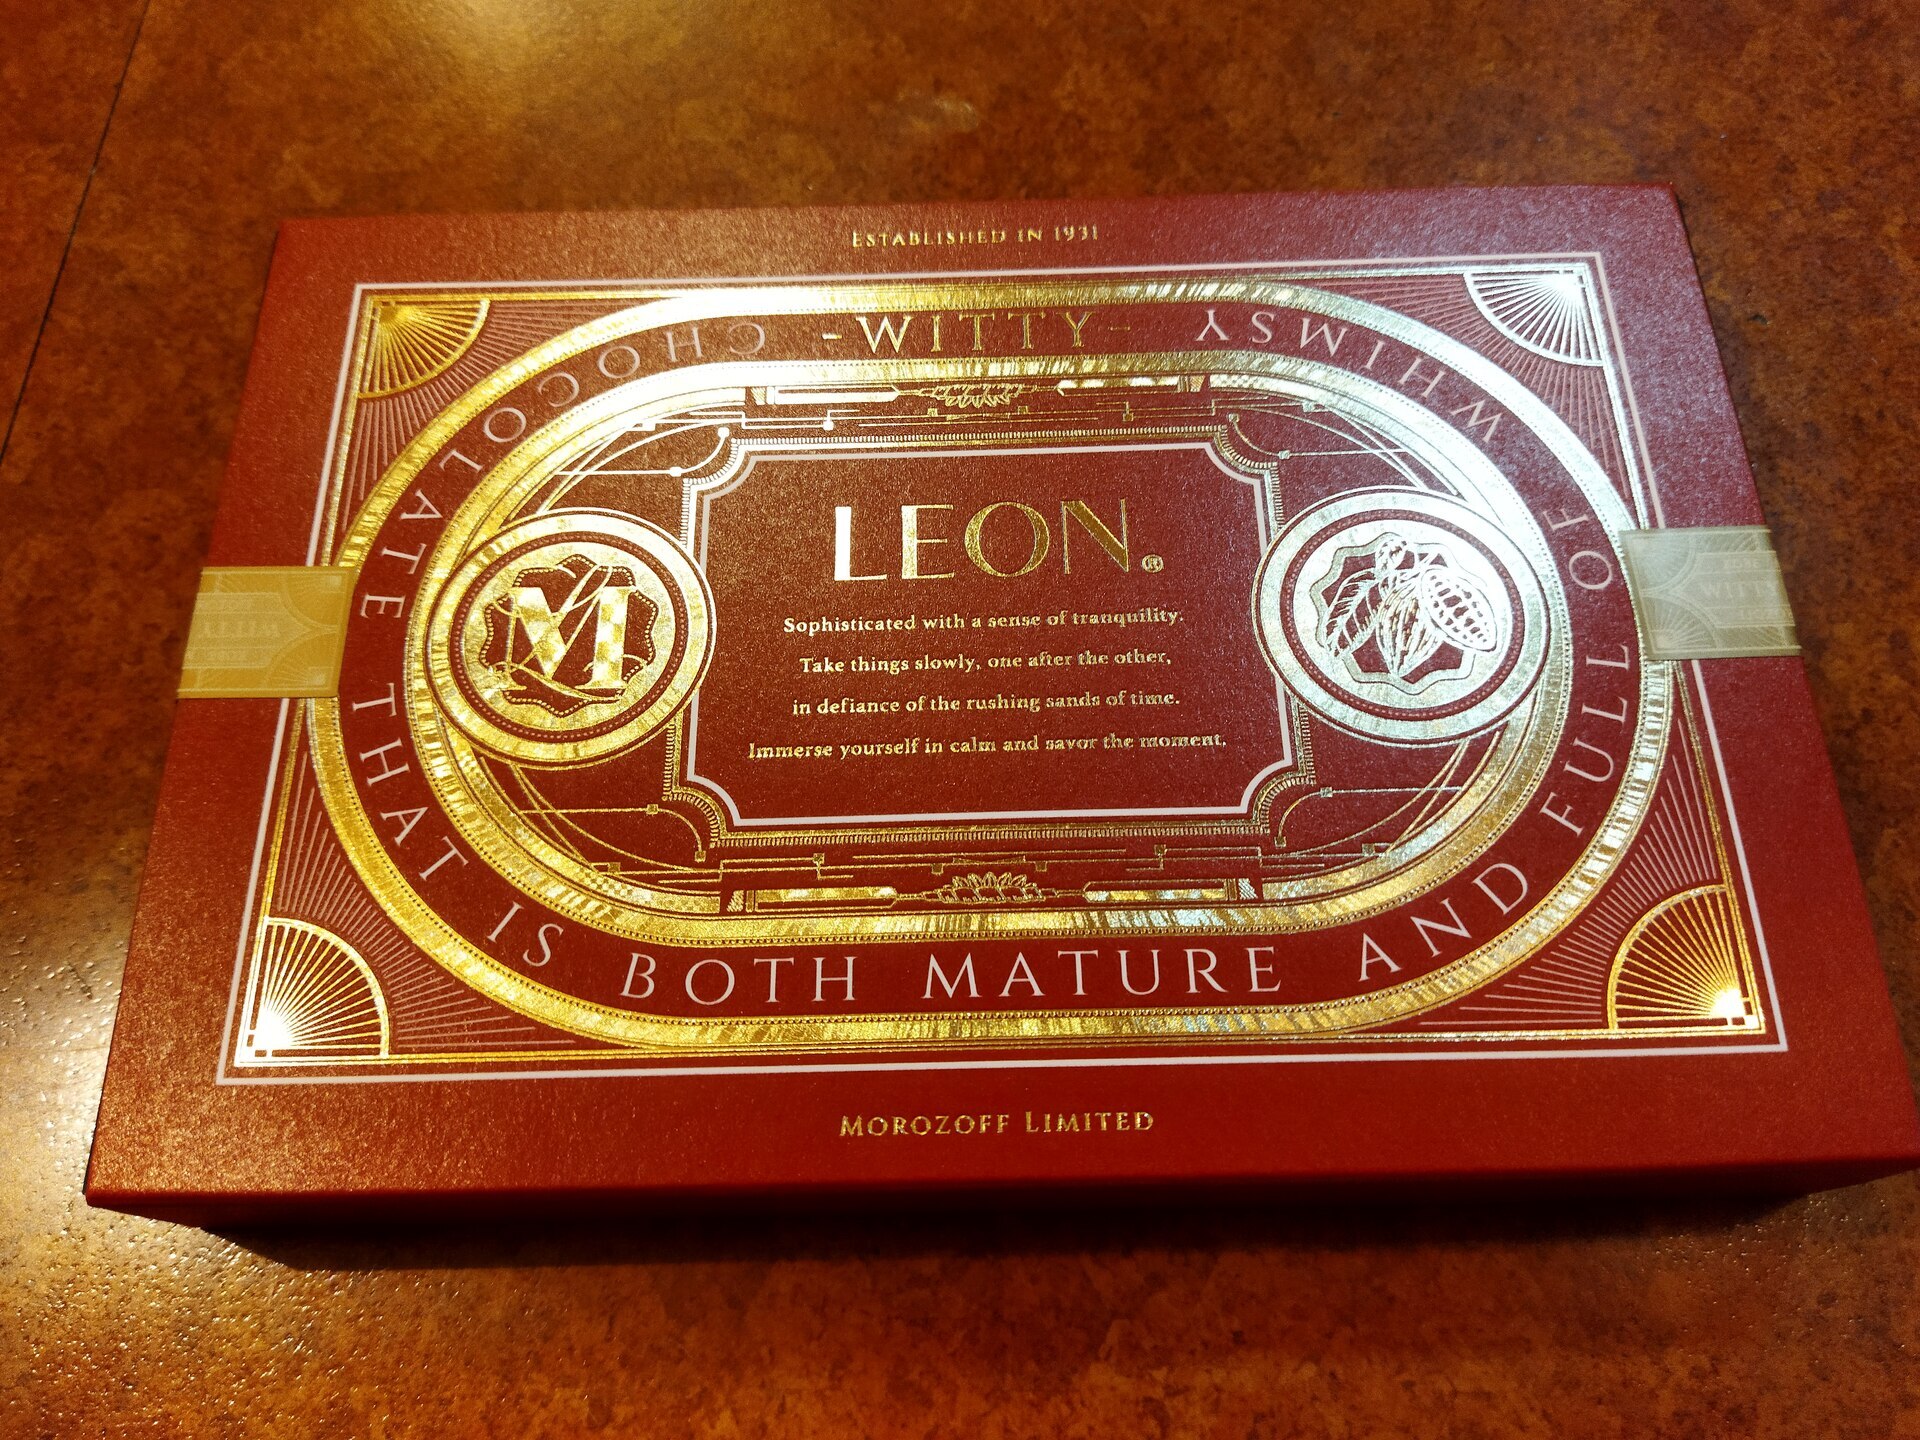 ESTABLISHED IN 1931
-WITTY-
CHOCOLATE THAT IS BOTH MATURE AND FULL OF WHIMSY
LEON®
Sophisticated with a sense of tranquility.
Take things slowly, one after the other,
in defiance of the rushing sands of time.
Immerse yourself in calm and savor the moment.
M
MOROZOFF LIMITED